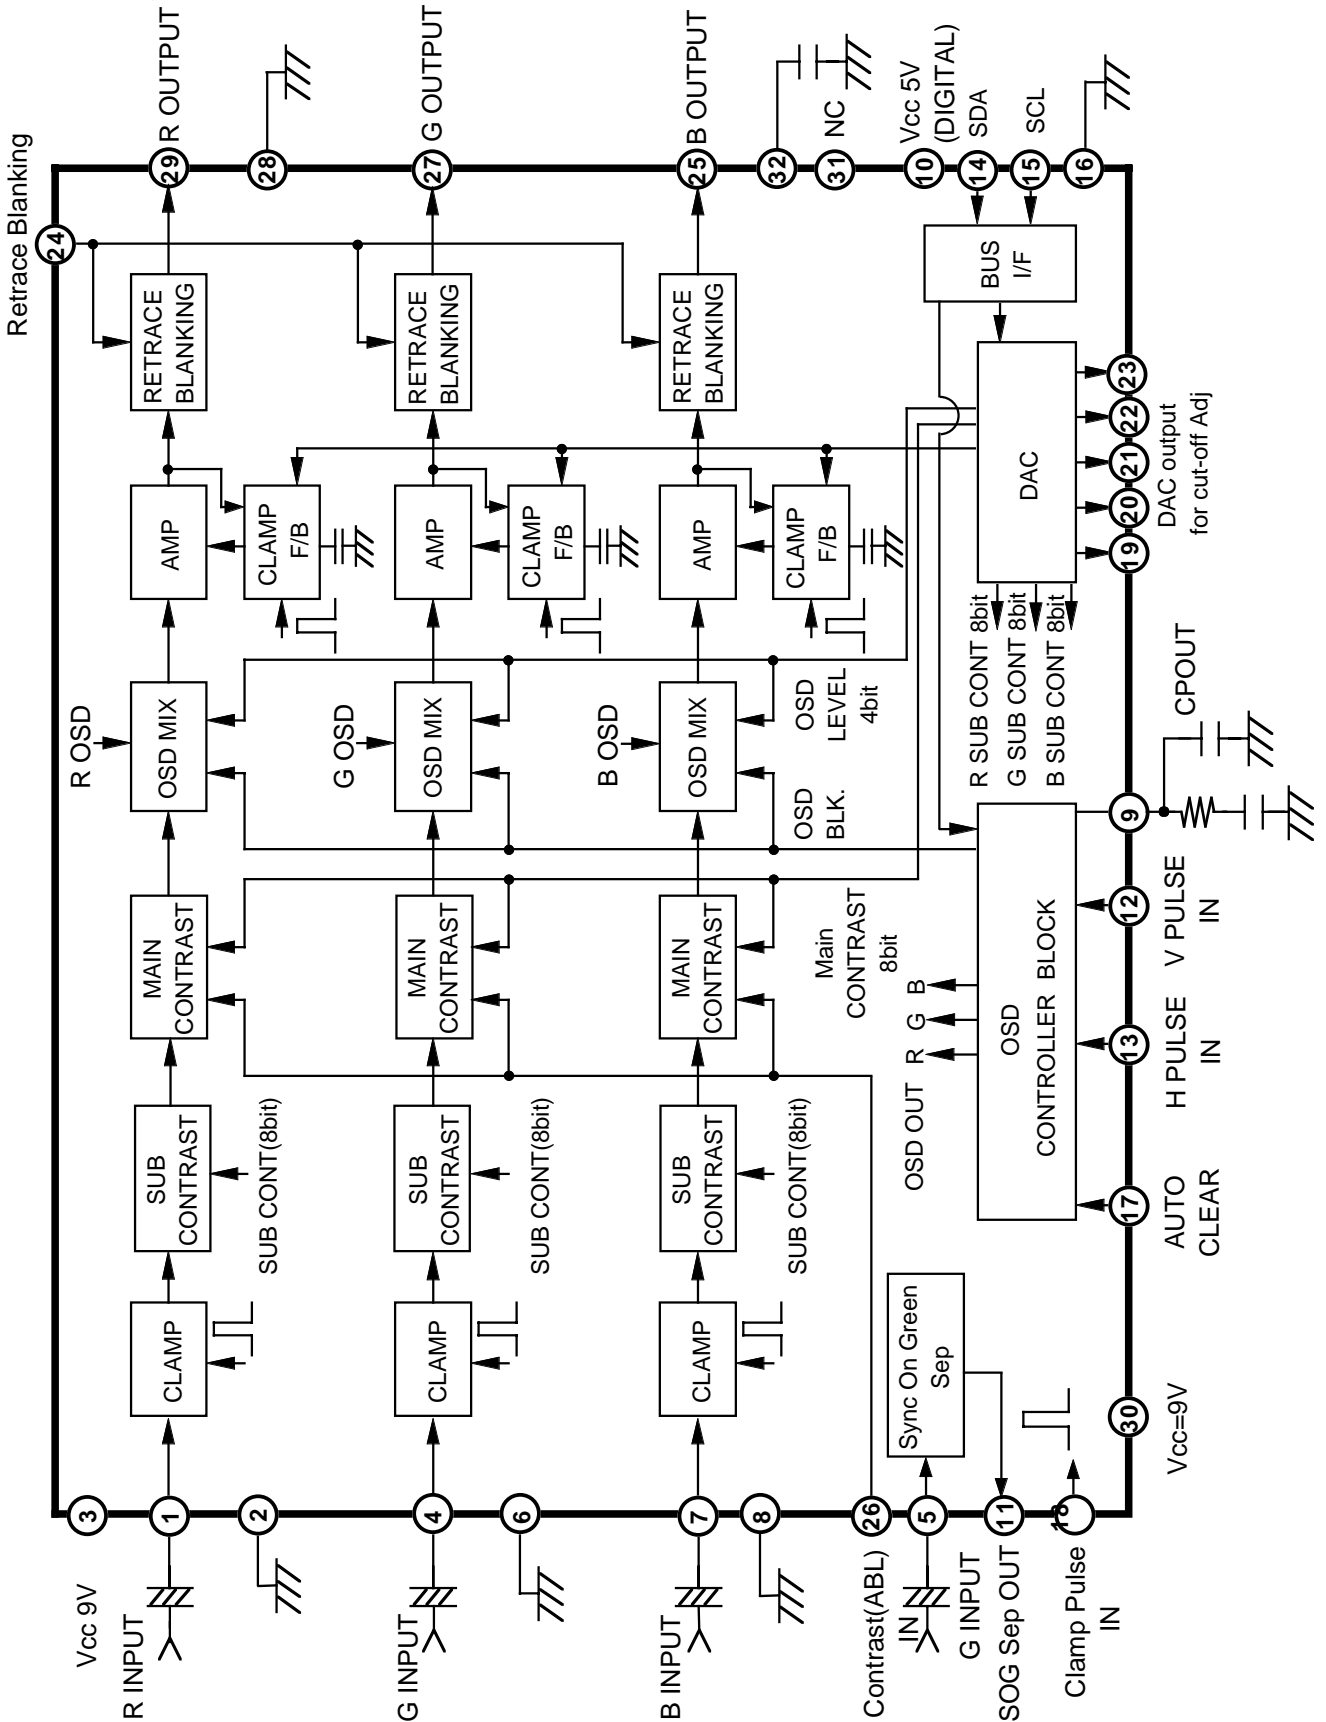 Retrace Blanking
24
Vcc 9V
3
R INPUT
1
CLAMP
SUB
CONTRAST
SUB CONT(8bit)
MAIN
CONTRAST
R OSD
OSD MIX
AMP
CLAMP
F/B
RETRACE
BLANKING
29
R OUTPUT
2
28
G INPUT
4
CLAMP
SUB
CONTRAST
SUB CONT(8bit)
MAIN
CONTRAST
G OSD
OSD MIX
AMP
CLAMP
F/B
RETRACE
BLANKING
27
G OUTPUT
6
B INPUT
7
CLAMP
SUB
CONTRAST
SUB CONT(8bit)
MAIN
CONTRAST
B OSD
OSD MIX
AMP
CLAMP
F/B
RETRACE
BLANKING
25
B OUTPUT
8
32
31
NC
Main
CONTRAST
8bit
OSD
BLK.
OSD
LEVEL
4bit
Contrast(ABL)
IN
26
5
G INPUT
Sync On Green
Sep
SOG Sep OUT
11
Clamp Pulse
IN
18
OSD OUT
R
G
B
OSD
CONTROLLER BLOCK
R SUB CONT 8bit
G SUB CONT 8bit
B SUB CONT 8bit
DAC
BUS
I/F
10
Vcc 5V
(DIGITAL)
14
SDA
15
SCL
16
30
Vcc=9V
17
AUTO
CLEAR
13
H PULSE
IN
12
V PULSE
IN
9
CPOUT
19
20
21
22
23
DAC output
for cut-off Adj